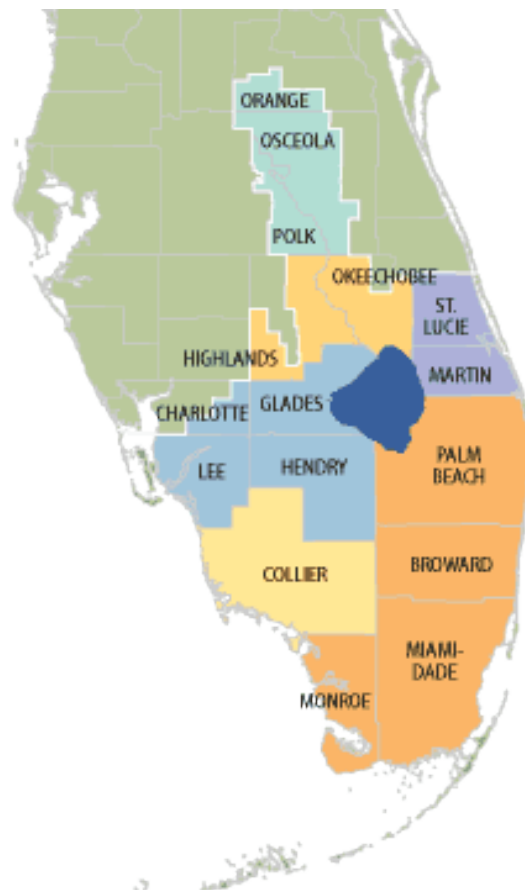 ORANGE
OSCEOLA
POLK
OKEECHOBEE
ST.
LUCIE
HIGHLANDS
MARTIN
CHARLOTTE
GLADES
PALM
BEACH
LEE
HENDRY
BROWARD
COLLIER
MIAMI-
DADE
MONROE